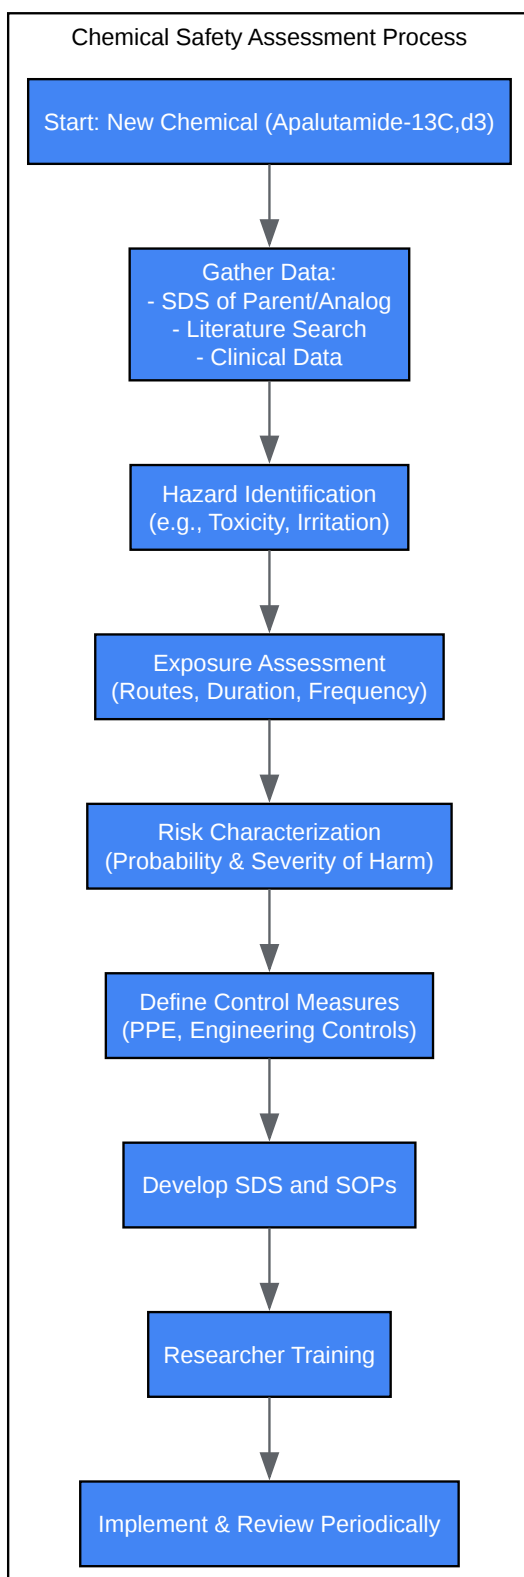 Chemical Safety Assessment Process
Start: New Chemical (Apalutamide-13C,d3)
Gather Data:
- SDS of Parent/Analog
- Literature Search
- Clinical Data
Hazard Identification
(e.g., Toxicity, Irritation)
Exposure Assessment
(Routes, Duration, Frequency)
Risk Characterization
(Probability & Severity of Harm)
Define Control Measures
(PPE, Engineering Controls)
Develop SDS and SOPs
Researcher Training
Implement & Review Periodically